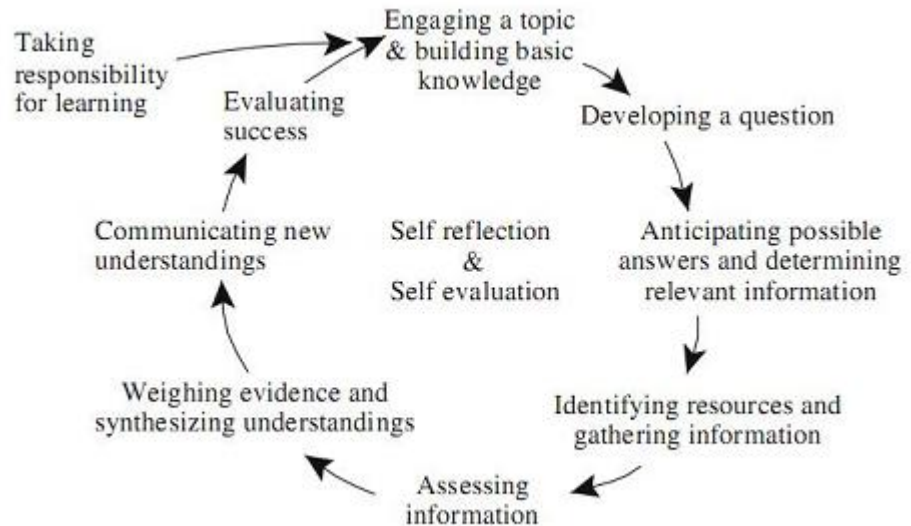 Taking
responsibility
for learning
Engaging a topic
& building basic
knowledge
Developing a question
Anticipating possible
answers and determining
relevant information
Identifying resources and
gathering information
Assessing
information
Weighing evidence and
synthesizing understandings
Communicating new
understandings
Evaluating
success
Self reflection
&
Self evaluation